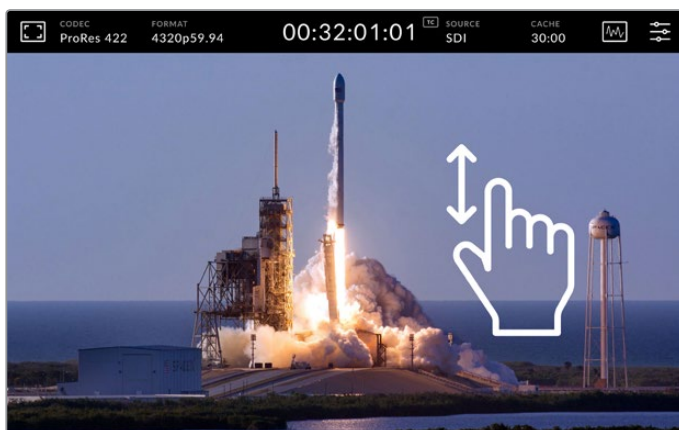 CODEC
ProRes 422
FORMAT
4320p59.94
00:32:01:01
TC
SOURCE
SDI
CACHE
30:00